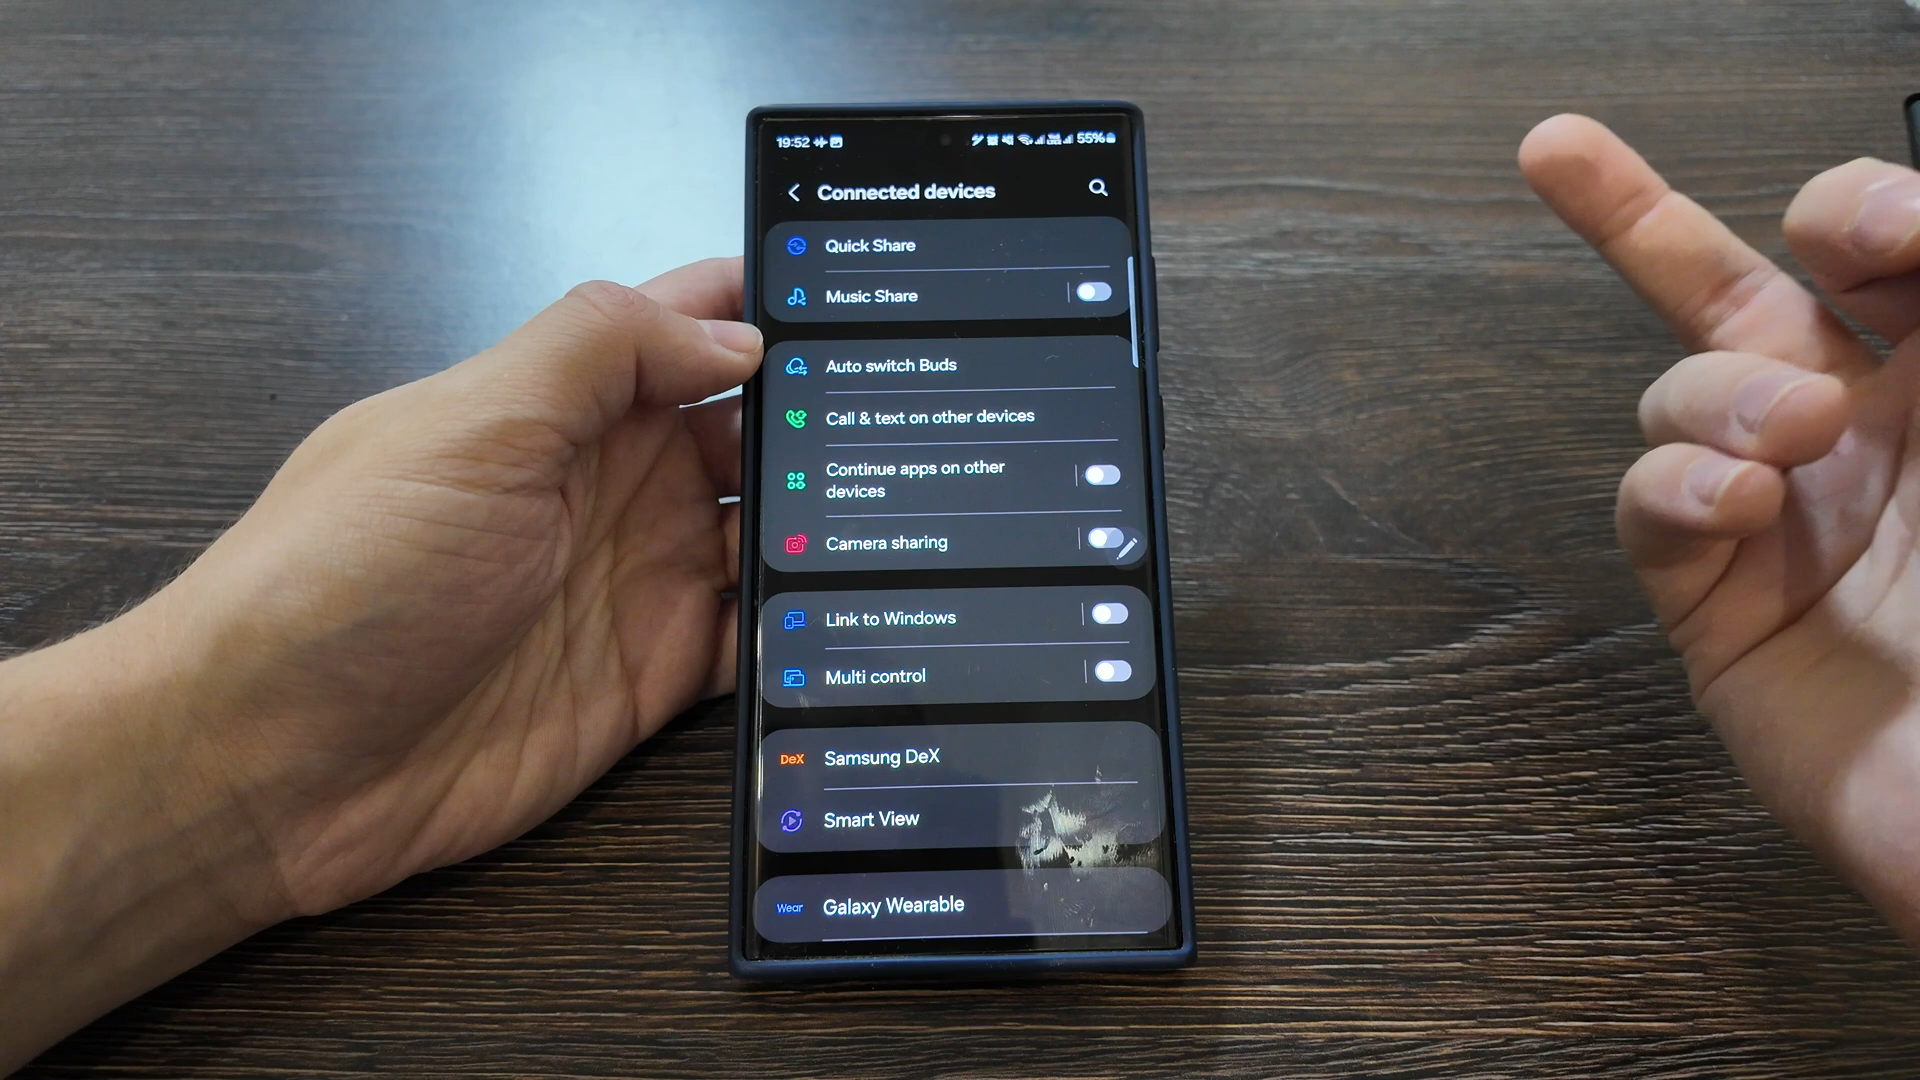 19:52
55%
Connected devices
Quick Share
Music Share
Auto switch Buds
Call & text on other devices
Continue apps on other
devices
Camera sharing
Link to Windows
Multi control
DeX Samsung DeX
Smart View
Wear Galaxy Wearable